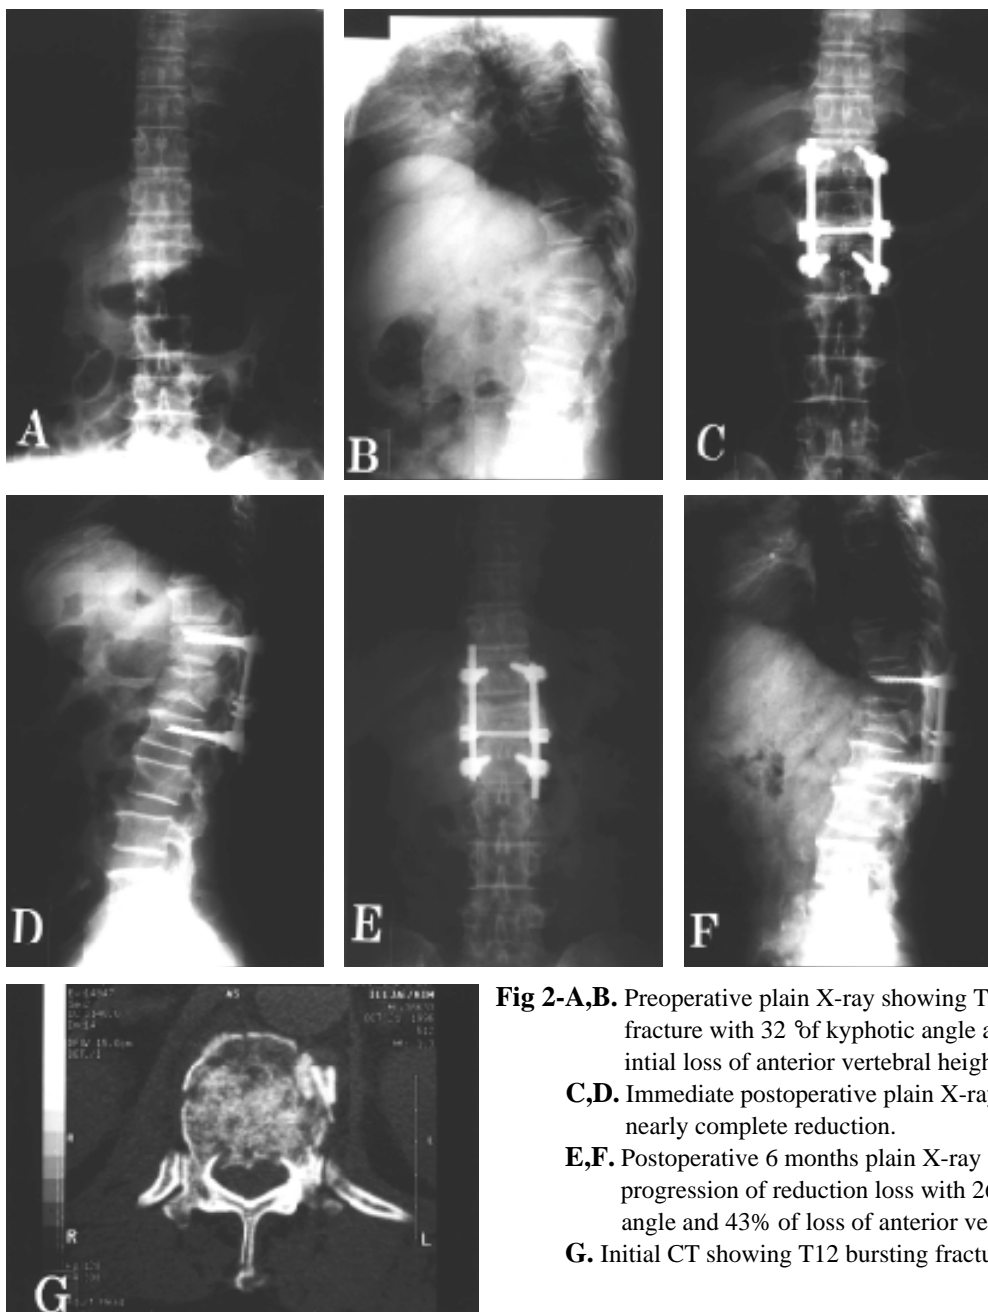 A
B
C
D
E
F
G
R
L
R
L
512
Fig 2-A,B. Preoperative plain X-ray showing T
fracture with 32 °of kyphotic angle a
intial loss of anterior vertebral heigh
C,D. Immediate postoperative plain X-ra
nearly complete reduction.
E,F. Postoperative 6 months plain X-ray
progression of reduction loss with 2
angle and 43% of loss of anterior ve
G. Initial CT showing T12 bursting fractu